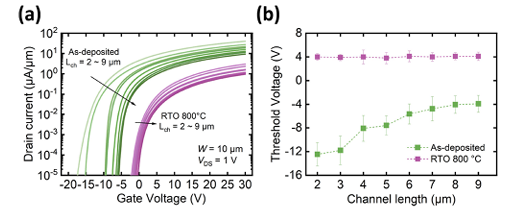 (a)
Drain current (μA/μm)
10²
10¹
10⁰
10⁻¹
10⁻²
10⁻³
10⁻⁴
10⁻⁵
As-deposited
L_ch = 2 ~ 9 μm
RTO 800°C
L_ch = 2 ~ 9 μm
W = 10 μm
V_DS = 1 V
-20 -15 -10 -5 0 5 10 15 20 25 30
Gate Voltage (V)
(b)
Threshold Voltage (V)
8
4
0
-4
-8
-12
-16
As-deposited
RTO 800 °C
2 3 4 5 6 7 8 9
Channel length (μm)